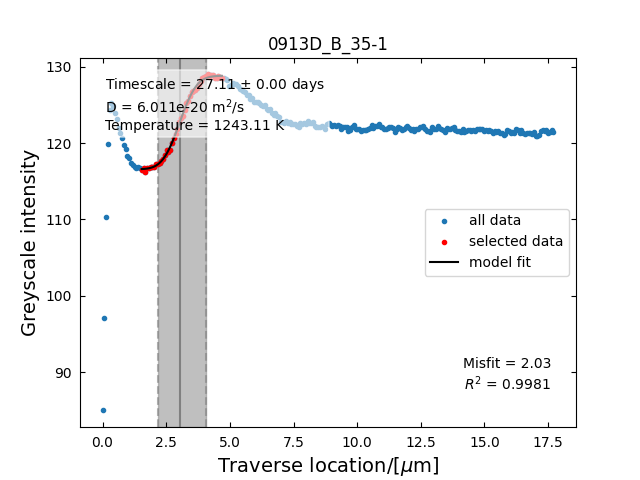 0913D_B_35-1
Timescale = 27.11 ± 0.00 days
D = 6.011e-20 m²/s
Temperature = 1243.11 K
130
120
110
100
90
Greyscale intensity
all data
selected data
model fit
Misfit = 2.03
R² = 0.9981
0.0 2.5 5.0 7.5 10.0 12.5 15.0 17.5
Traverse location/[μm]